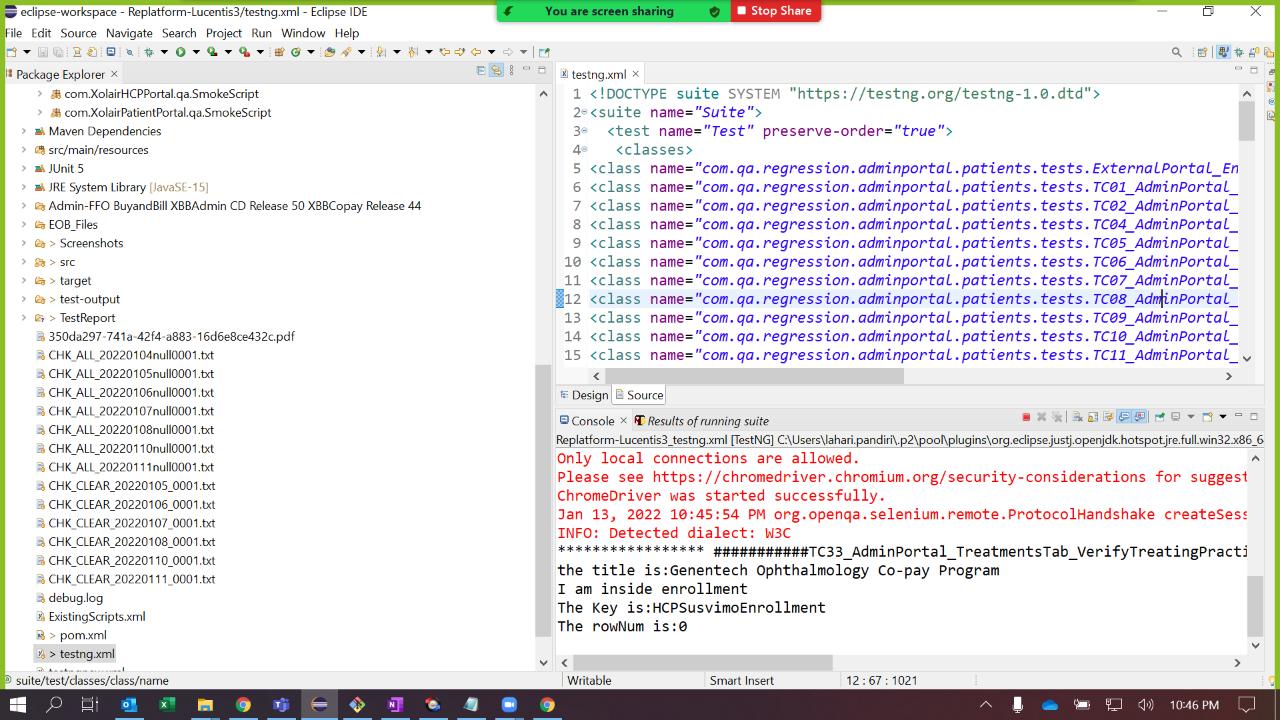 eclipse-workspace - Replatform-Lucentis3/testng.xml - Eclipse IDE
You are screen sharing
Stop Share
File Edit Source Navigate Search Project Run Window Help
Package Explorer
com.XolairHCPPortal.qa.SmokeScript
com.XolairPatientPortal.qa.SmokeScript
Maven Dependencies
src/main/resources
JUnit 5
JRE System Library [JavaSE-15]
Admin-FFO BuyandBill XBBAdmin CD Release 50 XBBCopay Release 44
EOB_Files
> Screenshots
> src
> target
> test-output
> TestReport
350da297-741a-42f4-a883-16d6e8ce432c.pdf
CHK_ALL_20220104null0001.txt
CHK_ALL_20220105null0001.txt
CHK_ALL_20220106null0001.txt
CHK_ALL_20220107null0001.txt
CHK_ALL_20220108null0001.txt
CHK_ALL_20220110null0001.txt
CHK_ALL_20220111null0001.txt
CHK_CLEAR_20220105_0001.txt
CHK_CLEAR_20220106_0001.txt
CHK_CLEAR_20220107_0001.txt
CHK_CLEAR_20220108_0001.txt
CHK_CLEAR_20220110_0001.txt
CHK_CLEAR_20220111_0001.txt
debug.log
ExistingScripts.xml
> pom.xml
> testng.xml
testng.xml
1 <!DOCTYPE suite SYSTEM "https://testng.org/testng-1.0.dtd">
2 <suite name="Suite">
3 <test name="Test" preserve-order="true">
4 <classes>
5 <class name="com.qa.regression.adminportal.patients.tests.ExternalPortal_En
6 <class name="com.qa.regression.adminportal.patients.tests.TC01_AdminPortal_
7 <class name="com.qa.regression.adminportal.patients.tests.TC02_AdminPortal_
8 <class name="com.qa.regression.adminportal.patients.tests.TC04_AdminPortal_
9 <class name="com.qa.regression.adminportal.patients.tests.TC05_AdminPortal_
10 <class name="com.qa.regression.adminportal.patients.tests.TC06_AdminPortal_
11 <class name="com.qa.regression.adminportal.patients.tests.TC07_AdminPortal_
12 <class name="com.qa.regression.adminportal.patients.tests.TC08_AdminPortal_
13 <class name="com.qa.regression.adminportal.patients.tests.TC09_AdminPortal_
14 <class name="com.qa.regression.adminportal.patients.tests.TC10_AdminPortal_
15 <class name="com.qa.regression.adminportal.patients.tests.TC11_AdminPortal_
Design Source
Console Results of running suite
Replatform-Lucentis3_testng.xml [TestNG] C:\Users\lahari.pandiri\.p2\pool\plugins\org.eclipse.justj.openjdk.hotspot.jre.full.win32.x86_6
Only local connections are allowed.
Please see https://chromedriver.chromium.org/security-considerations for suggest
ChromeDriver was started successfully.
Jan 13, 2022 10:45:54 PM org.openqa.selenium.remote.ProtocolHandshake createSess
INFO: Detected dialect: W3C
***************** ###########TC33_AdminPortal_TreatmentsTab_VerifyTreatingPracti
the title is:Genentech Ophthalmology Co-pay Program
I am inside enrollment
The Key is:HCPSusvimoEnrollment
The rowNum is:0
suite/test/classes/class/name
Writable
Smart Insert
12 : 67 : 1021
10:46 PM